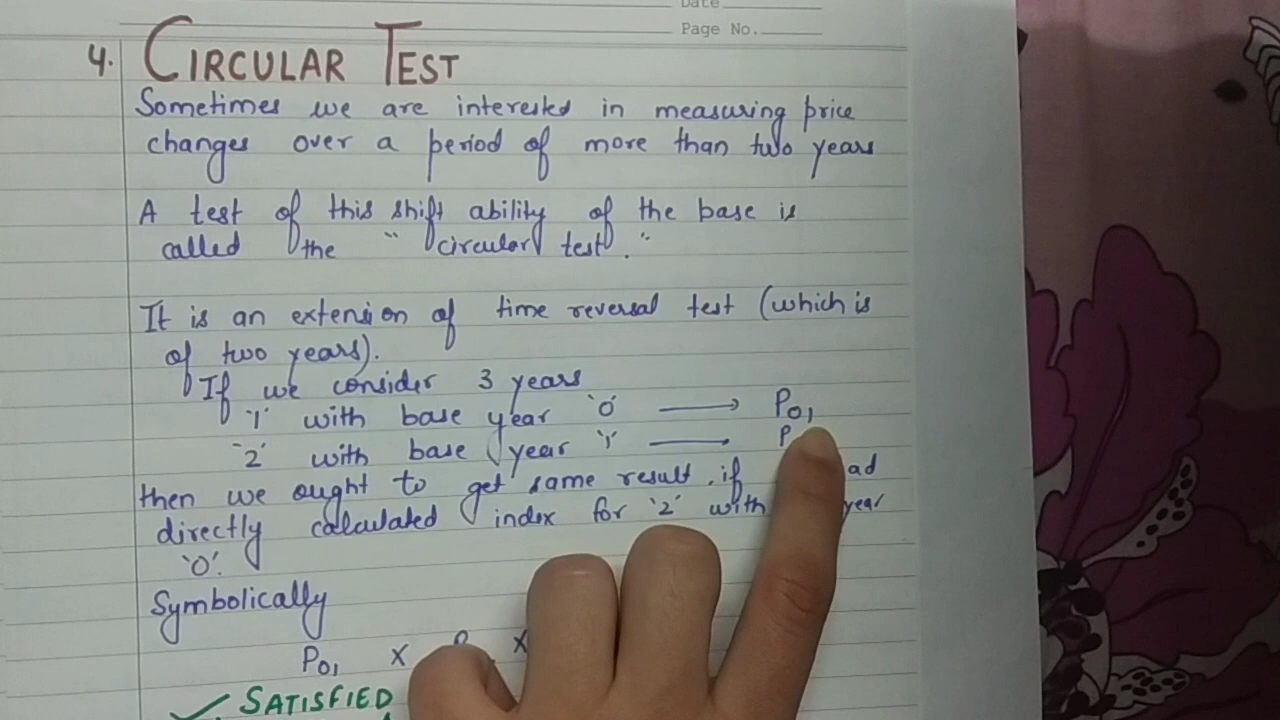 Date
Page No.
4. CIRCULAR TEST
Sometimes we are interested in measuring price
changes over a period of more than two years
A test of this shift ability of the base is
called the " circular test. "
It is an extension of time reversal test (which is
of two years).
If we consider 3 years
'1' with base year '0' → P01
'2' with base year '1' → P
then we ought to get same result, if ad
directly calculated index for '2' with year
'0'.
Symbolically
P01 × ×
✓ SATISFIED